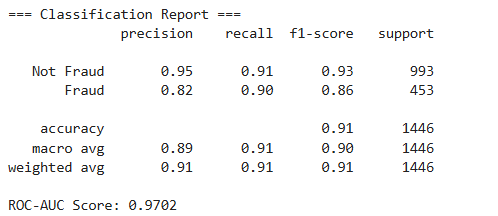 === Classification Report ===
precision recall f1-score support
Not Fraud 0.95 0.91 0.93 993
Fraud 0.82 0.90 0.86 453
accuracy 0.91 1446
macro avg 0.89 0.91 0.90 1446
weighted avg 0.91 0.91 0.91 1446
ROC-AUC Score: 0.9702